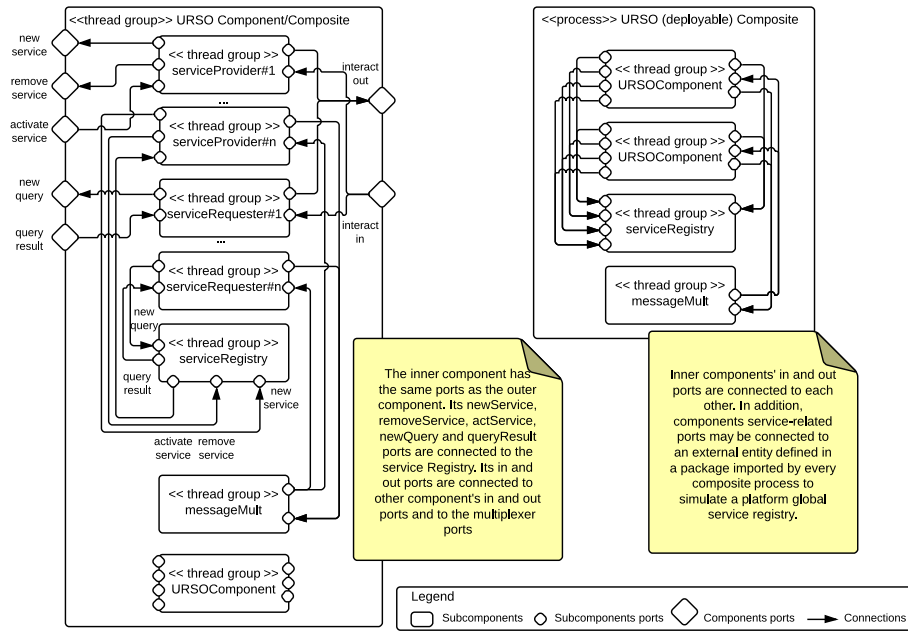 <<thread group>> URSO Component/Composite
new
service
remove
service
activate
service
new
query
query
result
<< thread group >>
serviceProvider#1
...
<< thread group >>
serviceProvider#n
<< thread group >>
serviceRequester#1
...
<< thread group >>
serviceRequester#n
new
query
<< thread group >>
serviceRegistry
query
result
new
service
activate
service
remove
service
<< thread group >>
messageMult
<< thread group >>
URSOComponent
interact
out
interact
in
<<process>> URSO (deployable) Composite
<< thread group >>
URSOComponent
<< thread group >>
URSOComponent
<< thread group >>
serviceRegistry
<< thread group >>
messageMult
The inner component has
the same ports as the outer
component. Its newService,
removeService, actService,
newQuery and queryResult
ports are connected to the
service Registry. Its in and
out ports are connected to
other component's in and out
ports and to the multiplexer
ports
Inner components' in and out
ports are connected to each
other. In addition,
components service-related
ports may be connected to
an external entity defined in
a package imported by every
composite process to
simulate a platform global
service registry.
Legend
Subcomponents
Subcomponents ports
Components ports
Connections